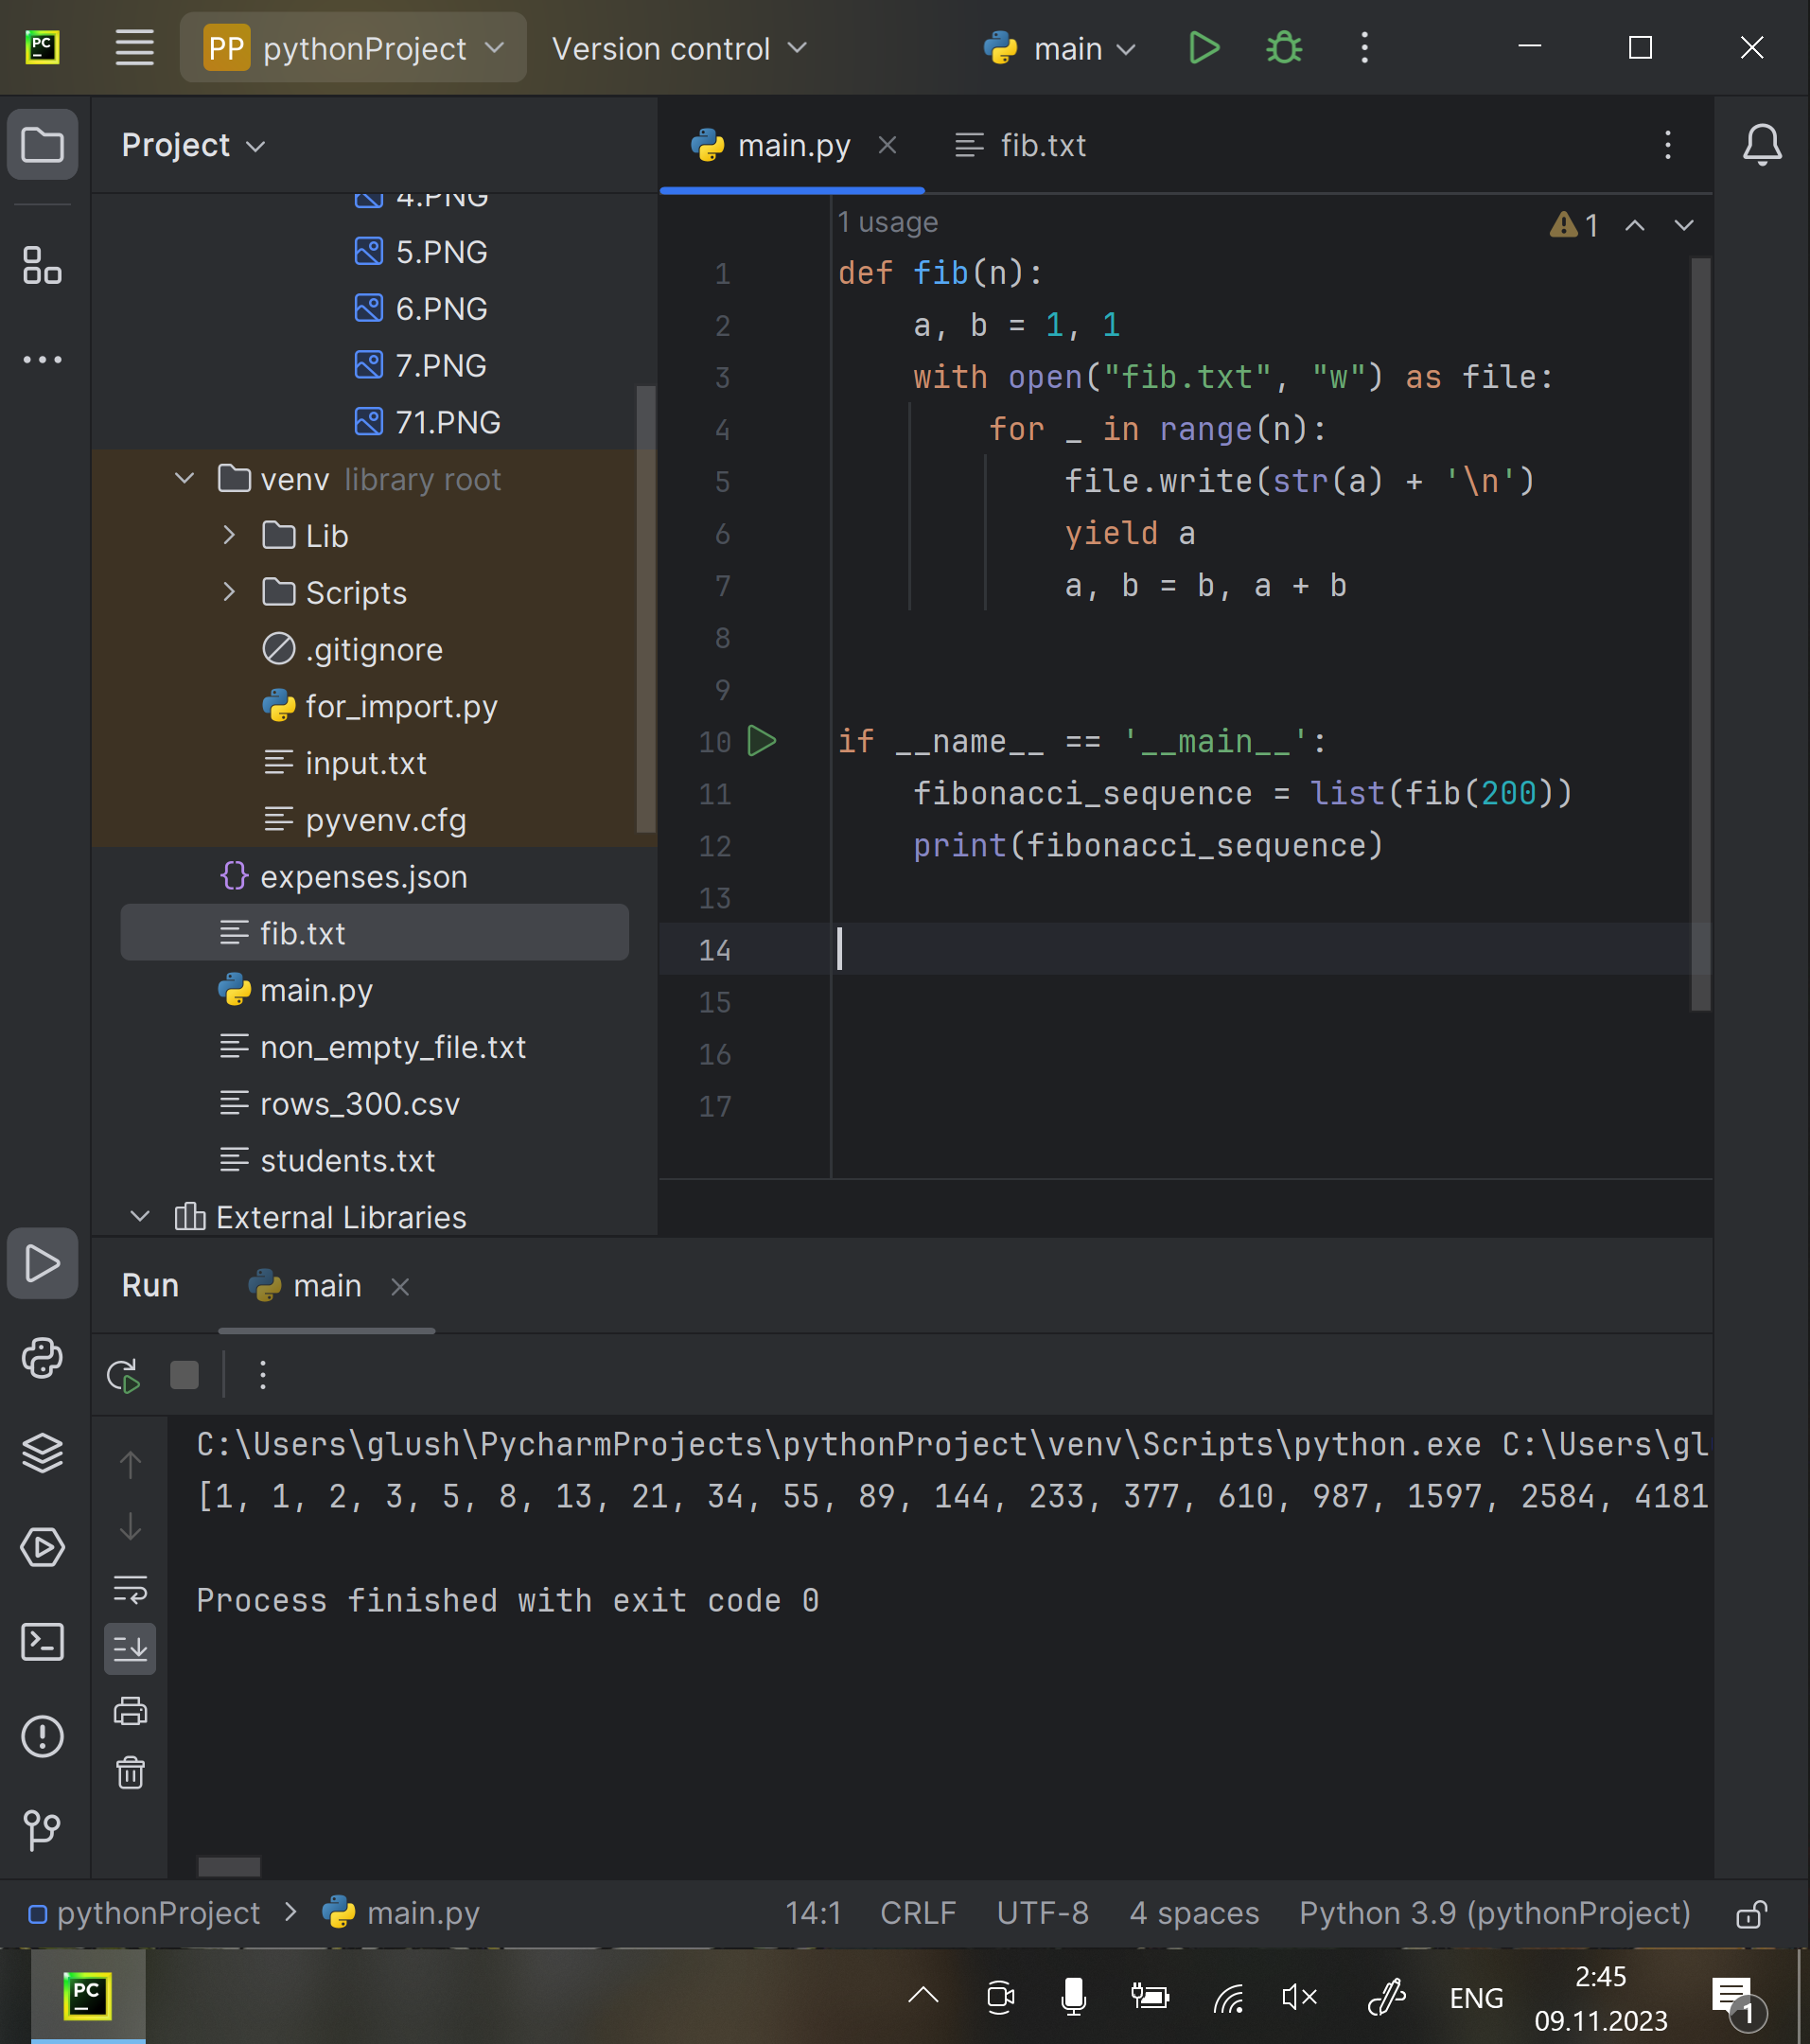 PC
PP pythonProject
Version control
main
Project
main.py
fib.txt
4.PNG
5.PNG
6.PNG
7.PNG
71.PNG
venv library root
Lib
Scripts
.gitignore
for_import.py
input.txt
pyvenv.cfg
expenses.json
fib.txt
main.py
non_empty_file.txt
rows_300.csv
students.txt
External Libraries
1 usage
1
1 def fib(n):
2     a, b = 1, 1
3     with open("fib.txt", "w") as file:
4         for _ in range(n):
5             file.write(str(a) + '\n')
6             yield a
7             a, b = b, a + b
8
9
10 if __name__ == '__main__':
11     fibonacci_sequence = list(fib(200))
12     print(fibonacci_sequence)
13
14
15
16
17
Run
main
C:\Users\glush\PycharmProjects\pythonProject\venv\Scripts\python.exe C:\Users\gl
[1, 1, 2, 3, 5, 8, 13, 21, 34, 55, 89, 144, 233, 377, 610, 987, 1597, 2584, 4181
Process finished with exit code 0
pythonProject > main.py
14:1 CRLF UTF-8 4 spaces Python 3.9 (pythonProject)
PC
ENG
2:45
09.11.2023
1